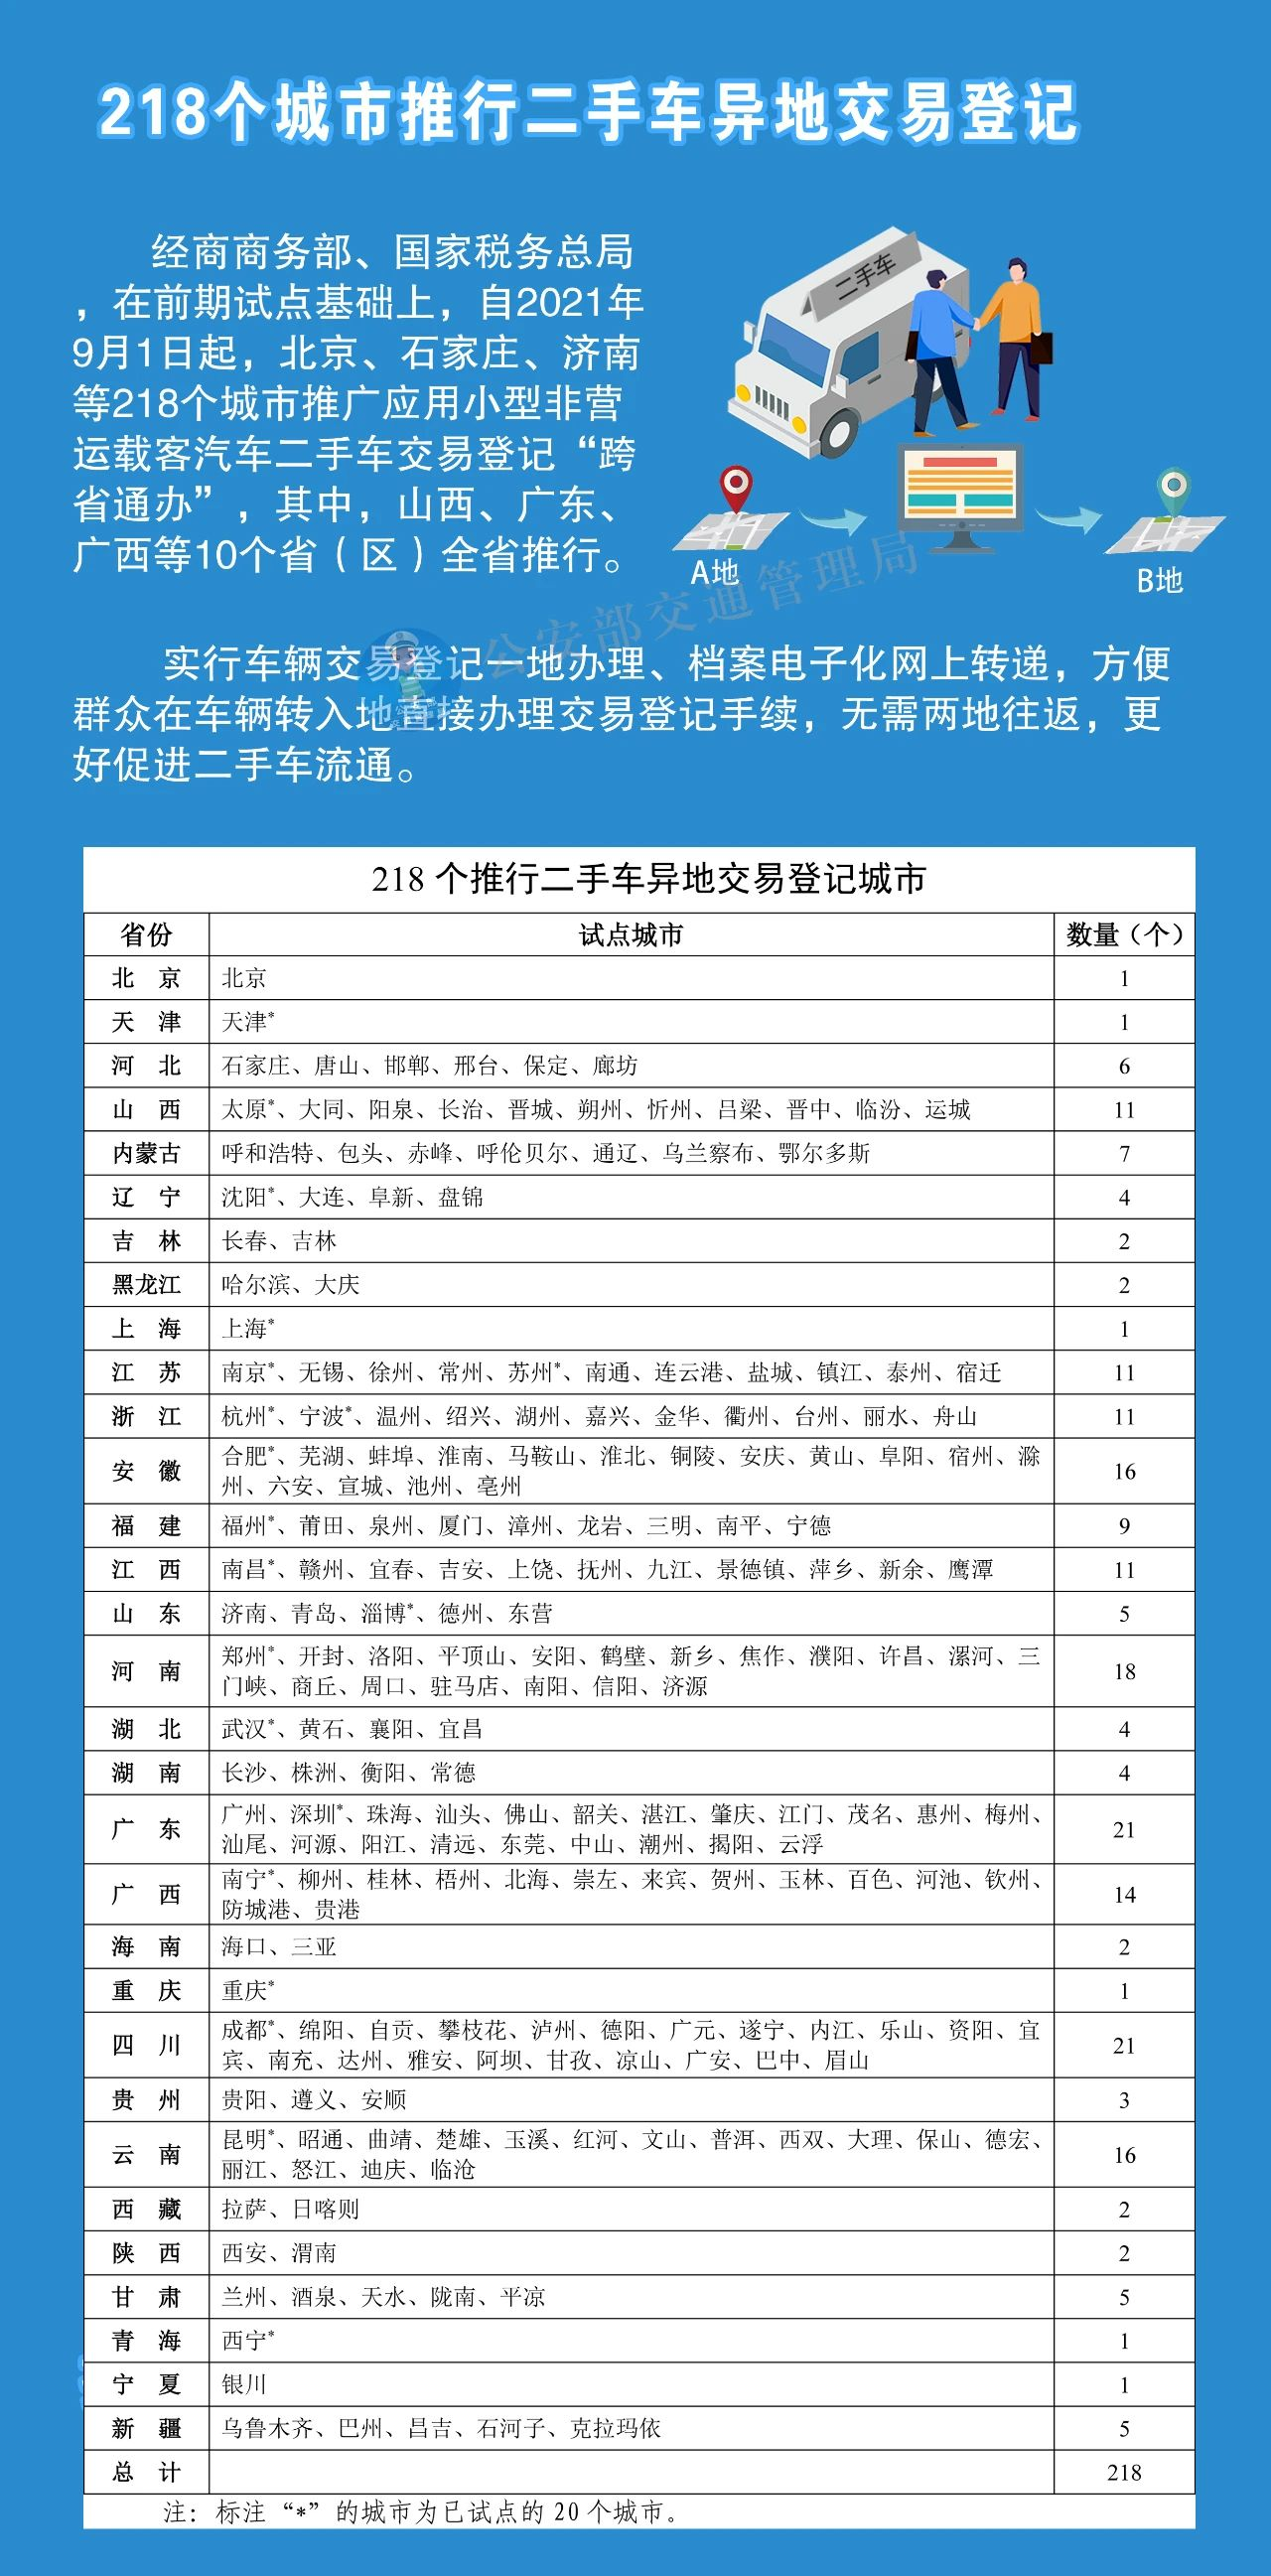 218个城市推行二手车异地交易登记
经商商务部、国家税务总局
，在前期试点基础上，自2021年
9月1日起，北京、石家庄、济南
等218个城市推广应用小型非营
运载客汽车二手车交易登记“跨
省通办”，其中，山西、广东、
广西等10个省（区）全省推行。
二手车
A地
B地
公安部交通管理局
实行车辆交易登记一地办理、档案电子化网上转递，方便
群众在车辆转入地直接办理交易登记手续，无需两地往返，更
好促进二手车流通。
218 个推行二手车异地交易登记城市
省份 试点城市 数量（个）
北 京 北京 1
天 津 天津* 1
河 北 石家庄、唐山、邯郸、邢台、保定、廊坊 6
山 西 太原*、大同、阳泉、长治、晋城、朔州、忻州、吕梁、晋中、临汾、运城 11
内蒙古 呼和浩特、包头、赤峰、呼伦贝尔、通辽、乌兰察布、鄂尔多斯 7
辽 宁 沈阳*、大连、阜新、盘锦 4
吉 林 长春、吉林 2
黑龙江 哈尔滨、大庆 2
上 海 上海* 1
江 苏 南京*、无锡、徐州、常州、苏州*、南通、连云港、盐城、镇江、泰州、宿迁 11
浙 江 杭州*、宁波*、温州、绍兴、湖州、嘉兴、金华、衢州、台州、丽水、舟山 11
安 徽 合肥*、芜湖、蚌埠、淮南、马鞍山、淮北、铜陵、安庆、黄山、阜阳、宿州、滁
州、六安、宣城、池州、亳州 16
福 建 福州*、莆田、泉州、厦门、漳州、龙岩、三明、南平、宁德 9
江 西 南昌*、赣州、宜春、吉安、上饶、抚州、九江、景德镇、萍乡、新余、鹰潭 11
山 东 济南、青岛、淄博*、德州、东营 5
河 南 郑州*、开封、洛阳、平顶山、安阳、鹤壁、新乡、焦作、濮阳、许昌、漯河、三
门峡、商丘、周口、驻马店、南阳、信阳、济源 18
湖 北 武汉*、黄石、襄阳、宜昌 4
湖 南 长沙、株洲、衡阳、常德 4
广 东 广州、深圳*、珠海、汕头、佛山、韶关、湛江、肇庆、江门、茂名、惠州、梅州、
汕尾、河源、阳江、清远、东莞、中山、潮州、揭阳、云浮 21
广 西 南宁*、柳州、桂林、梧州、北海、崇左、来宾、贺州、玉林、百色、河池、钦州、
防城港、贵港 14
海 南 海口、三亚 2
重 庆 重庆* 1
四 川 成都*、绵阳、自贡、攀枝花、泸州、德阳、广元、遂宁、内江、乐山、资阳、宜
宾、南充、达州、雅安、阿坝、甘孜、凉山、广安、巴中、眉山 21
贵 州 贵阳、遵义、安顺 3
云 南 昆明*、昭通、曲靖、楚雄、玉溪、红河、文山、普洱、西双、大理、保山、德宏、
丽江、怒江、迪庆、临沧 16
西 藏 拉萨、日喀则 2
陕 西 西安、渭南 2
甘 肃 兰州、酒泉、天水、陇南、平凉 5
青 海 西宁* 1
宁 夏 银川 1
新 疆 乌鲁木齐、巴州、昌吉、石河子、克拉玛依 5
总 计 218
注：标注“*”的城市为已试点的 20 个城市。